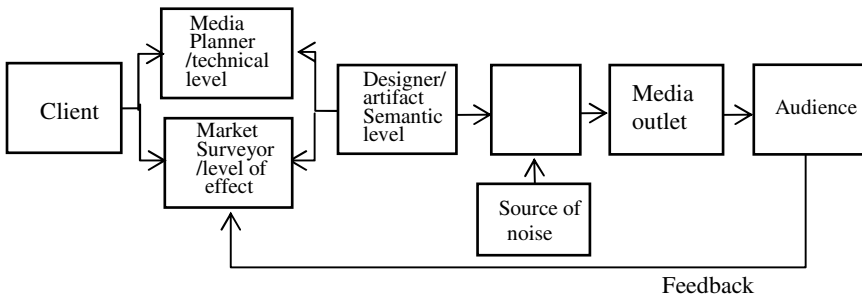 Client
Media
Planner
/technical
level
Market
Surveyor
/level of
effect
Designer/
artifact
Semantic
level
Source of
noise
Media
outlet
Audience
Feedback